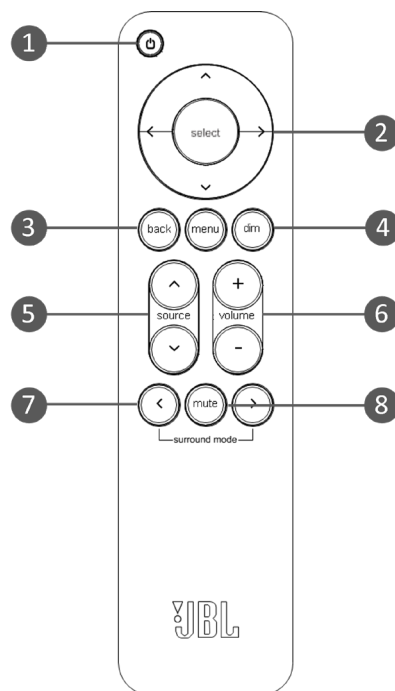 1
select
2
3
back
menu
dim
4
5
source
volume
6
7
mute
8
surround mode
JBL